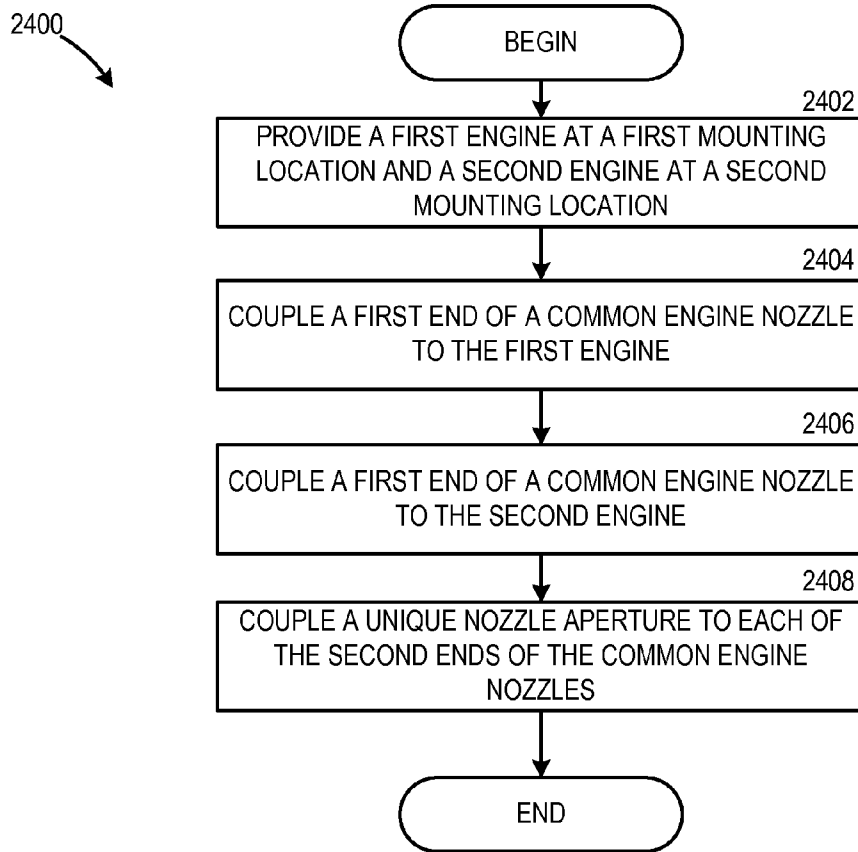 2400
BEGIN
2402
PROVIDE A FIRST ENGINE AT A FIRST MOUNTING
LOCATION AND A SECOND ENGINE AT A SECOND
MOUNTING LOCATION
2404
COUPLE A FIRST END OF A COMMON ENGINE NOZZLE
TO THE FIRST ENGINE
2406
COUPLE A FIRST END OF A COMMON ENGINE NOZZLE
TO THE SECOND ENGINE
2408
COUPLE A UNIQUE NOZZLE APERTURE TO EACH OF
THE SECOND ENDS OF THE COMMON ENGINE
NOZZLES
END